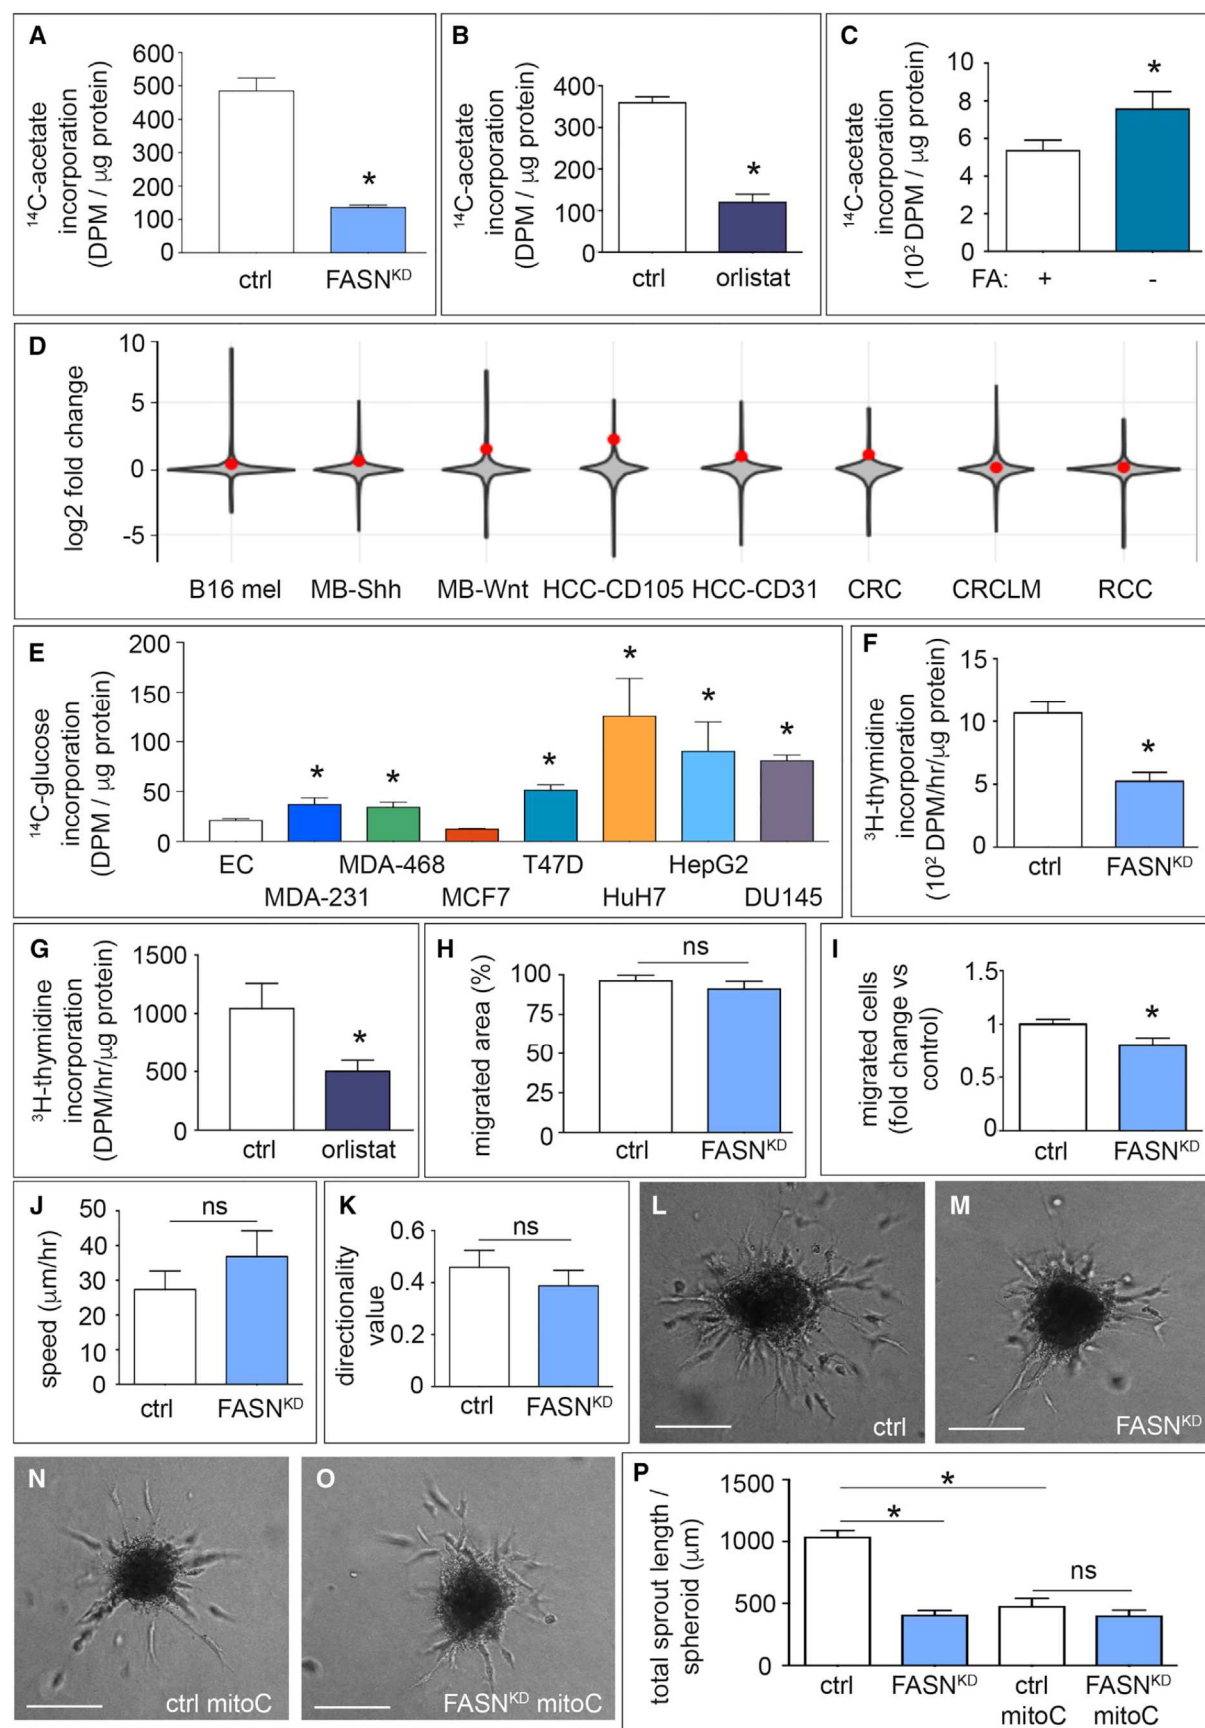 A
600
500
400
300
200
100
0
¹⁴C-acetate
incorporation
(DPM / μg protein)
*
ctrl
FASNᴷᴰ
B
400
300
200
100
0
¹⁴C-acetate
incorporation
(DPM / μg protein)
*
ctrl
orlistat
C
10
8
6
4
2
0
¹⁴C-acetate
incorporation
(10² DPM / μg protein)
*
FA: + -
D
10
5
0
-5
log2 fold change
B16 mel MB-Shh MB-Wnt HCC-CD105 HCC-CD31 CRC CRCLM RCC
E
200
150
100
50
0
¹⁴C-glucose
incorporation
(DPM / μg protein)
* * * * * *
EC MDA-468 T47D HepG2
MDA-231 MCF7 HuH7 DU145
F
15
10
5
0
³H-thymidine
incorporation
(10² DPM/hr/μg protein)
*
ctrl FASNᴷᴰ
G
1500
1000
500
0
³H-thymidine
incorporation
(DPM/hr/μg protein)
*
ctrl orlistat
H
ns
100
75
50
25
0
migrated area (%)
ctrl FASNᴷᴰ
I
1.5
1
0.5
0
migrated cells
(fold change vs
control)
*
ctrl FASNᴷᴰ
J
ns
50
40
30
20
10
0
speed (μm/hr)
ctrl FASNᴷᴰ
K
ns
0.6
0.4
0.2
0
directionality
value
ctrl FASNᴷᴰ
L
ctrl
M
FASNᴷᴰ
N
ctrl mitoC
O
FASNᴷᴰ mitoC
P
1500
1000
500
0
total sprout length /
spheroid (μm)
*
*
ns
ctrl FASNᴷᴰ ctrl FASNᴷᴰ
mitoC mitoC